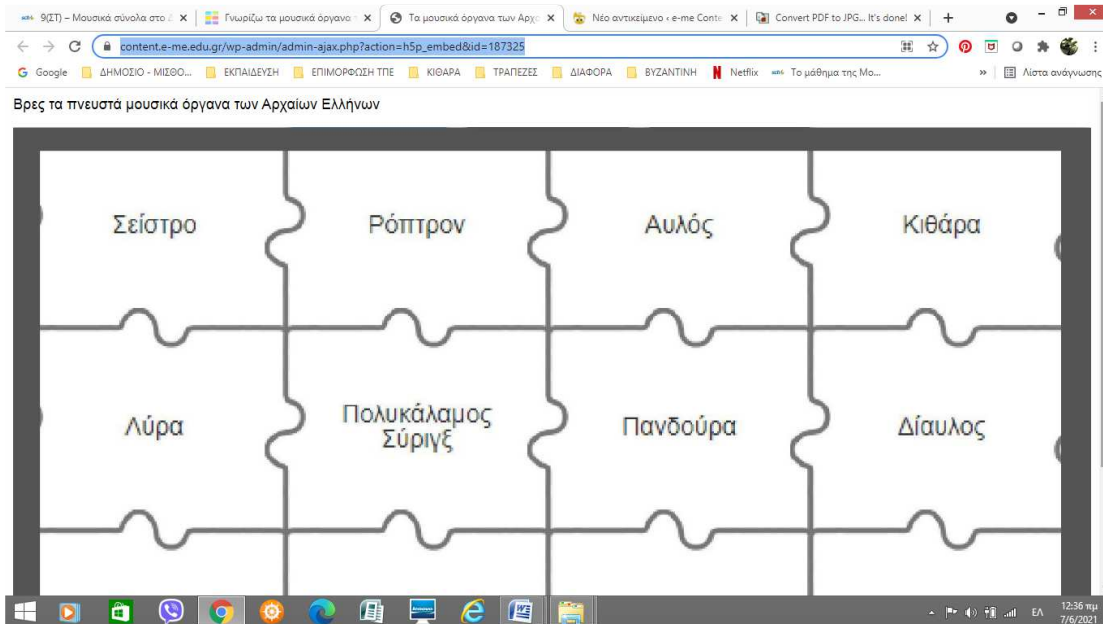 9(ΣΤ) – Μουσικά σύνολα στο Δ
Γνωρίζω τα μουσικά όργανα
Τα μουσικά όργανα των Αρχα
Νέο αντικείμενο ‹ e-me Conte
Convert PDF to JPG... It's done!
content.e-me.edu.gr/wp-admin/admin-ajax.php?action=h5p_embed&id=187325
Google ΔΗΜΟΣΙΟ - ΜΙΣΘΟ... ΕΚΠΑΙΔΕΥΣΗ ΕΠΙΜΟΡΦΩΣΗ ΤΠΕ ΚΙΘΑΡΑ ΤΡΑΠΕΖΕΣ ΔΙΑΦΟΡΑ BYZANTINH Netflix Το μάθημα της Μο... » Λίστα ανάγνωσης
Βρες τα πνευστά μουσικά όργανα των Αρχαίων Ελλήνων
Σείστρο
Ρόπτρον
Αυλός
Κιθάρα
Λύρα
Πολυκάλαμος
Σύριγξ
Πανδούρα
Δίαυλος
ΕΛ
12:36 πμ
7/6/2021